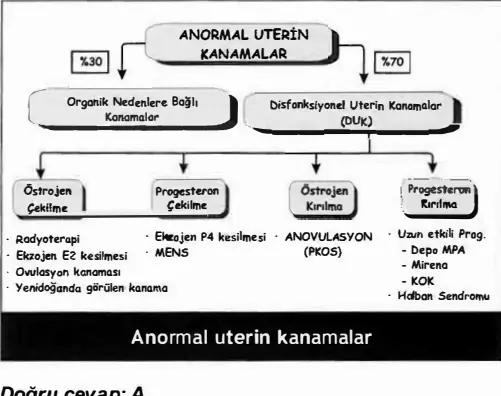 ANORMAL UTERİN
KANAMALAR
%30
%70
Organik Nedenlere Bağlı
Kanamalar
Disfonksiyonel Uterin Kanamalar
(DUK)
Östrojen
Çekilme
Progesteron
Çekilme
Östrojen
Kırılma
Progesteron
Kırılma
· Radyoterapi
· Ekzojen E2 kesilmesi
· Ovulasyon kanaması
· Yenidoğanda görülen kanama
· Ekzojen P4 kesilmesi
· MENS
· ANOVULASYON
(PKOS)
· Uzun etkili Prog.
- Depo MPA
- Mirena
- KOK
· Halban Sendromu
Anormal uterin kanamalar
Doğru cevap: A